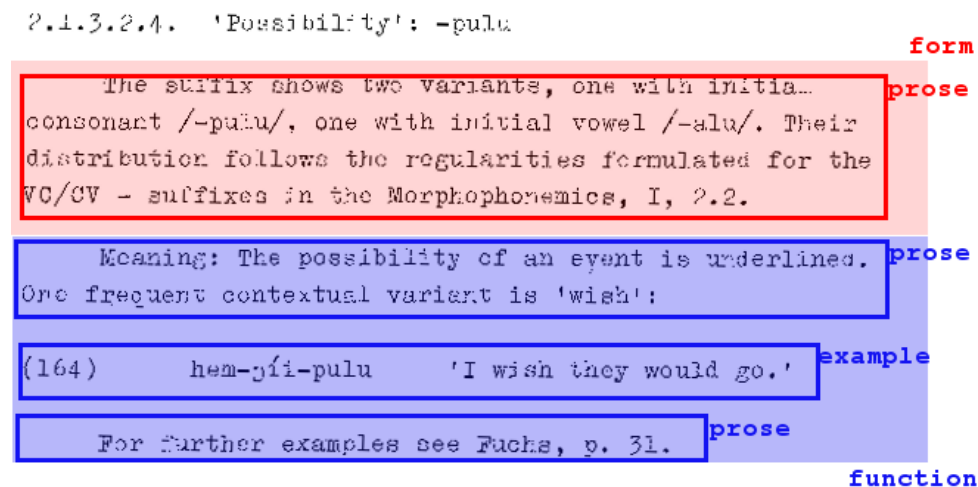 2.1.3.2.4. 'Possibility': -pulu
form
The suffix shows two variants, one with initia…
prose
consonant /-pulu/, one with initial vowel /-alu/. Their
distribution follows the regularities formulated for the
VC/CV - suffixes in the Morphophonemics, I, 2.2.
Meaning: The possibility of an event is underlined.
prose
One frequent contextual variant is 'wish':
(164) hem-píi-pulu 'I wish they would go.'
example
For further examples see Fuchs, p. 31.
prose
function